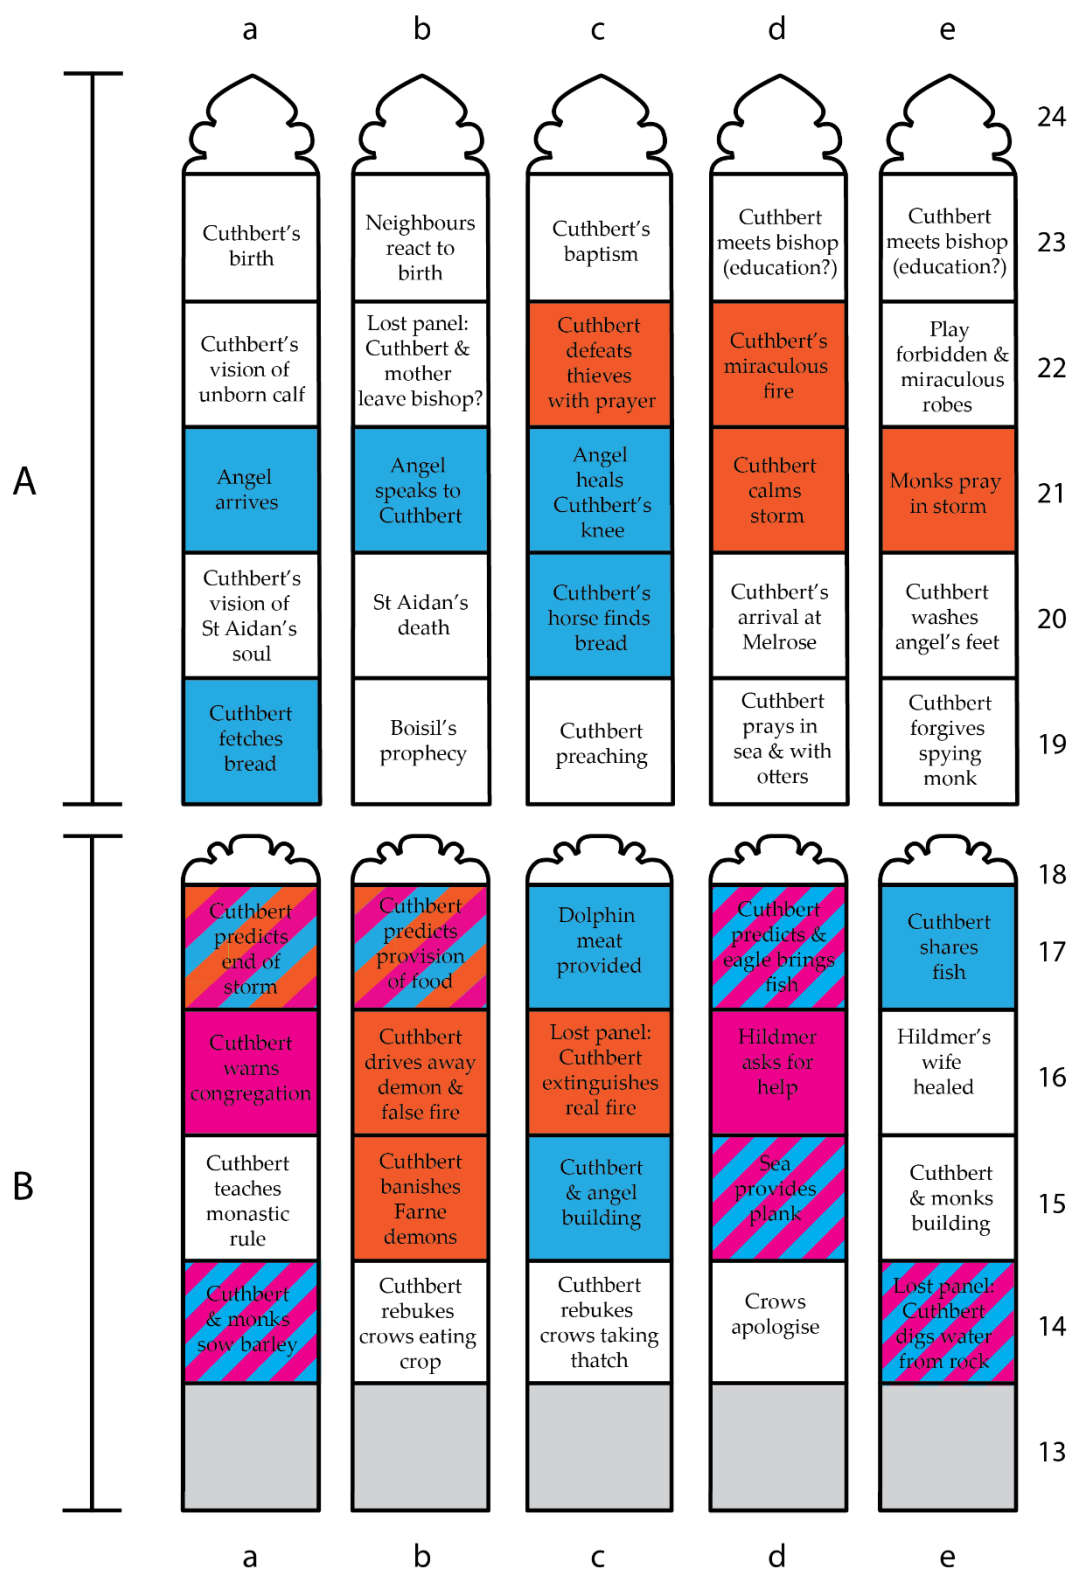 a
b
c
d
e
24
Cuthbert's
birth
Neighbours
react to
birth
Cuthbert's
baptism
Cuthbert
meets bishop
(education?)
Cuthbert
meets bishop
(education?)
23
Cuthbert's
vision of
unborn calf
Lost panel:
Cuthbert &
mother
leave bishop?
Cuthbert
defeats
thieves
with prayer
Cuthbert's
miraculous
fire
Play
forbidden &
miraculous
robes
22
A
Angel
arrives
Angel
speaks to
Cuthbert
Angel
heals
Cuthbert's
knee
Cuthbert
calms
storm
Monks pray
in storm
21
Cuthbert's
vision of
St Aidan's
soul
St Aidan's
death
Cuthbert's
horse finds
bread
Cuthbert's
arrival at
Melrose
Cuthbert
washes
angel's feet
20
Cuthbert
fetches
bread
Boisil's
prophecy
Cuthbert
preaching
Cuthbert
prays in
sea & with
otters
Cuthbert
forgives
spying
monk
19
18
Cuthbert
predicts
end of
storm
Cuthbert
predicts
provision
of food
Dolphin
meat
provided
Cuthbert
predicts &
eagle brings
fish
Cuthbert
shares
fish
17
Cuthbert
warns
congregation
Cuthbert
drives away
demon &
false fire
Lost panel:
Cuthbert
extinguishes
real fire
Hildmer
asks for
help
Hildmer's
wife
healed
16
B
Cuthbert
teaches
monastic
rule
Cuthbert
banishes
Farne
demons
Cuthbert
& angel
building
Sea
provides
plank
Cuthbert
& monks
building
15
Cuthbert
& monks
sow barley
Cuthbert
rebukes
crows eating
crop
Cuthbert
rebukes
crows taking
thatch
Crows
apologise
Lost panel:
Cuthbert
digs water
from rock
14
13
a
b
c
d
e